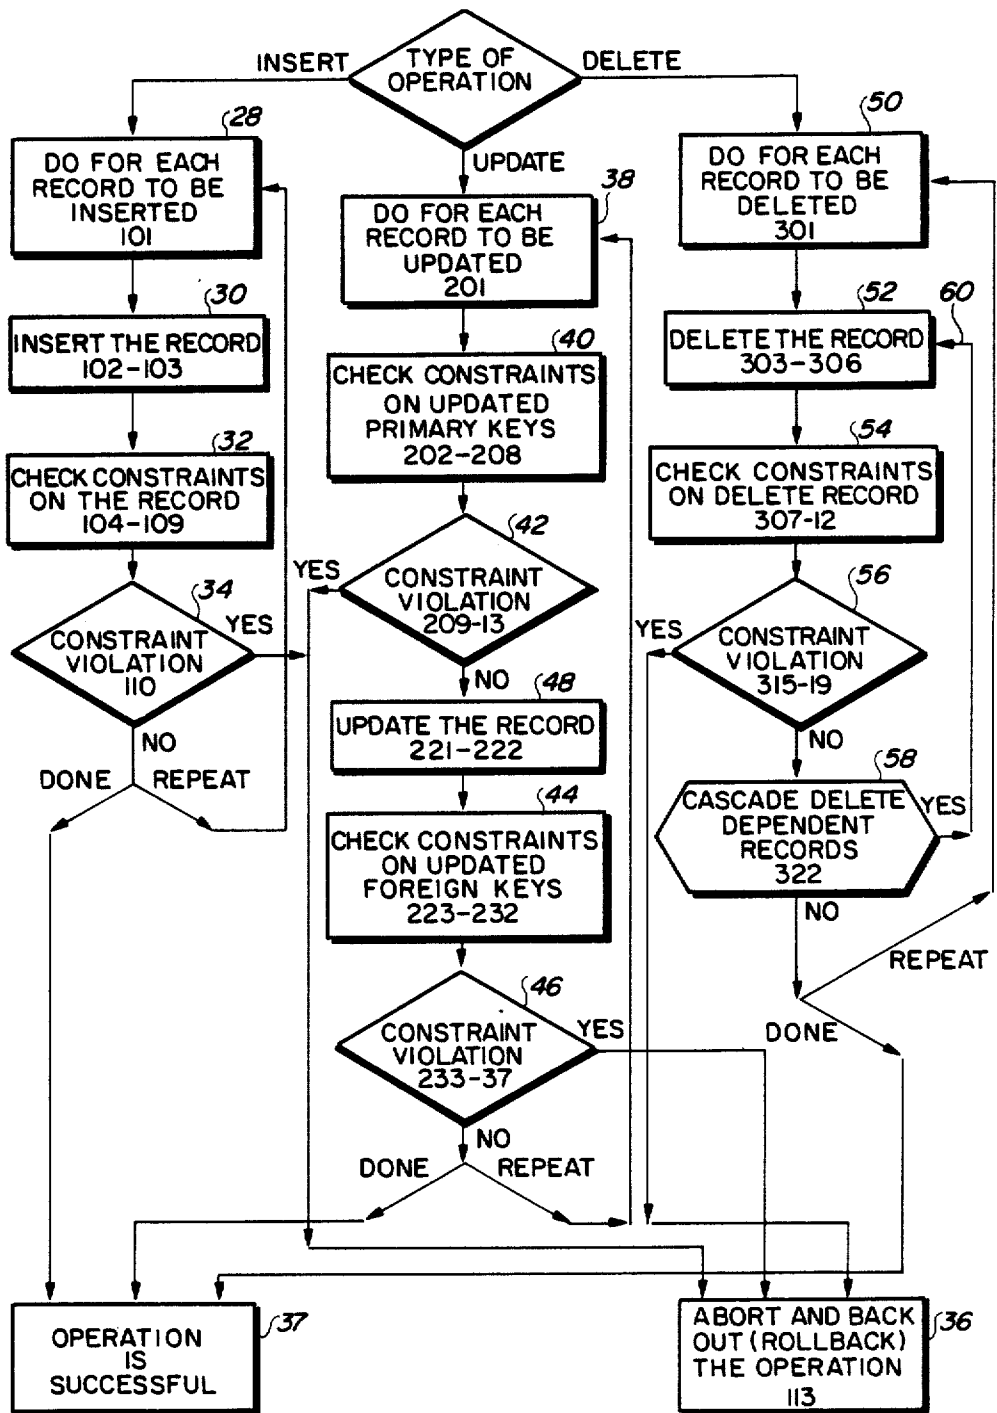 TYPE OF
OPERATION
INSERT
DELETE
UPDATE
28
DO FOR EACH
RECORD TO BE
INSERTED
101
30
INSERT THE RECORD
102-103
32
CHECK CONSTRAINTS
ON THE RECORD
104-109
34
CONSTRAINT
VIOLATION
110
YES
NO
DONE
REPEAT
38
DO FOR EACH
RECORD TO BE
UPDATED
201
40
CHECK CONSTRAINTS
ON UPDATED
PRIMARY KEYS
202-208
42
CONSTRAINT
VIOLATION
209-13
YES
NO
48
UPDATE THE RECORD
221-222
44
CHECK CONSTRAINTS
ON UPDATED
FOREIGN KEYS
223-232
46
CONSTRAINT
VIOLATION
233-37
YES
NO
DONE
REPEAT
50
DO FOR EACH
RECORD TO BE
DELETED
301
52
60
DELETE THE RECORD
303-306
54
CHECK CONSTRAINTS
ON DELETE RECORD
307-12
56
CONSTRAINT
VIOLATION
315-19
YES
NO
58
CASCADE DELETE
DEPENDENT
RECORDS
322
YES
NO
REPEAT
DONE
37
OPERATION
IS
SUCCESSFUL
36
ABORT AND BACK
OUT (ROLLBACK)
THE OPERATION
113